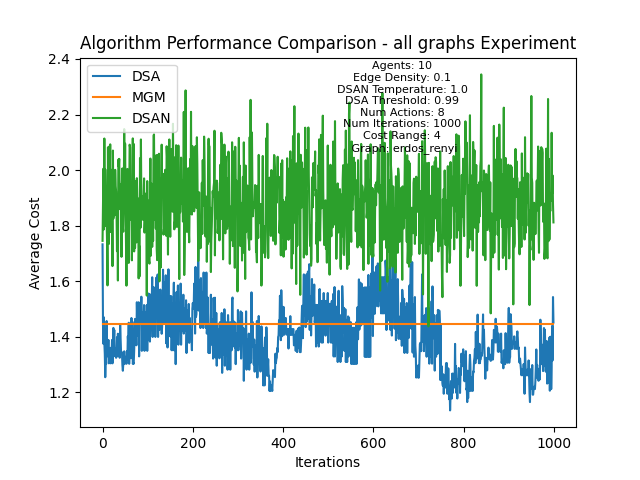 Algorithm Performance Comparison - all graphs Experiment
DSA
MGM
DSAN
Agents: 10
Edge Density: 0.1
DSAN Temperature: 1.0
DSA Threshold: 0.99
Num Actions: 8
Num Iterations: 1000
Cost Range: 4
Graph: erdos_renyi
Average Cost
2.4
2.2
2.0
1.8
1.6
1.4
1.2
0
200
400
600
800
1000
Iterations